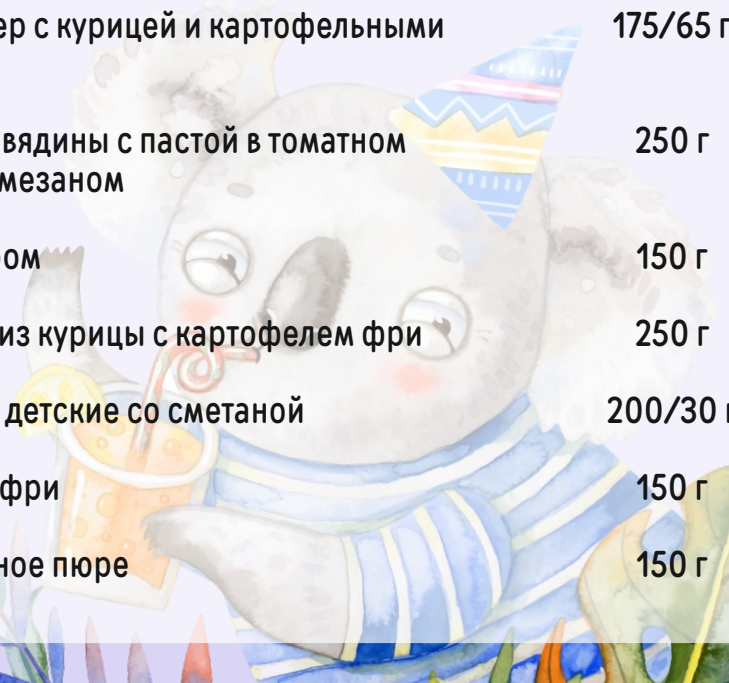 ер с курицей и картофельными 175/65 г
вядины с пастой в томатном 250 г
мезаном
ром 150 г
из курицы с картофелем фри 250 г
детские со сметаной 200/30
фри 150 г
ное пюре 150 г